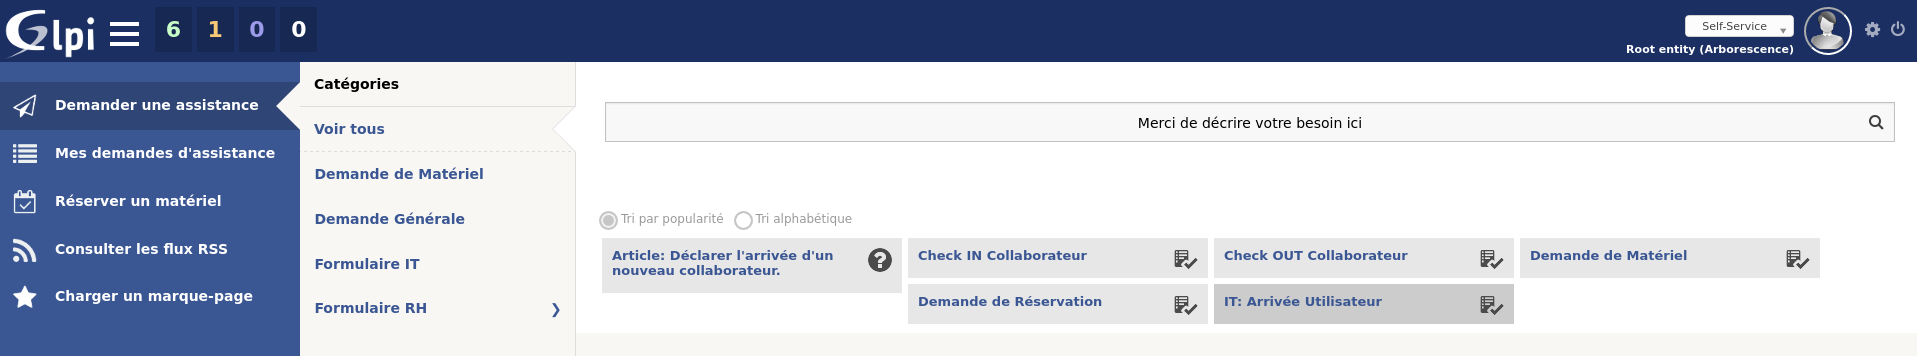 Glpi
6 1 0 0
Self-Service
Root entity (Arborescence)
Demander une assistance
Mes demandes d'assistance
Réserver un matériel
Consulter les flux RSS
Charger un marque-page
Catégories
Voir tous
Demande de Matériel
Demande Générale
Formulaire IT
Formulaire RH
Merci de décrire votre besoin ici
Tri par popularité Tri alphabétique
Article: Déclarer l'arrivée d'un
nouveau collaborateur.
Check IN Collaborateur
Check OUT Collaborateur
Demande de Matériel
Demande de Réservation
IT: Arrivée Utilisateur